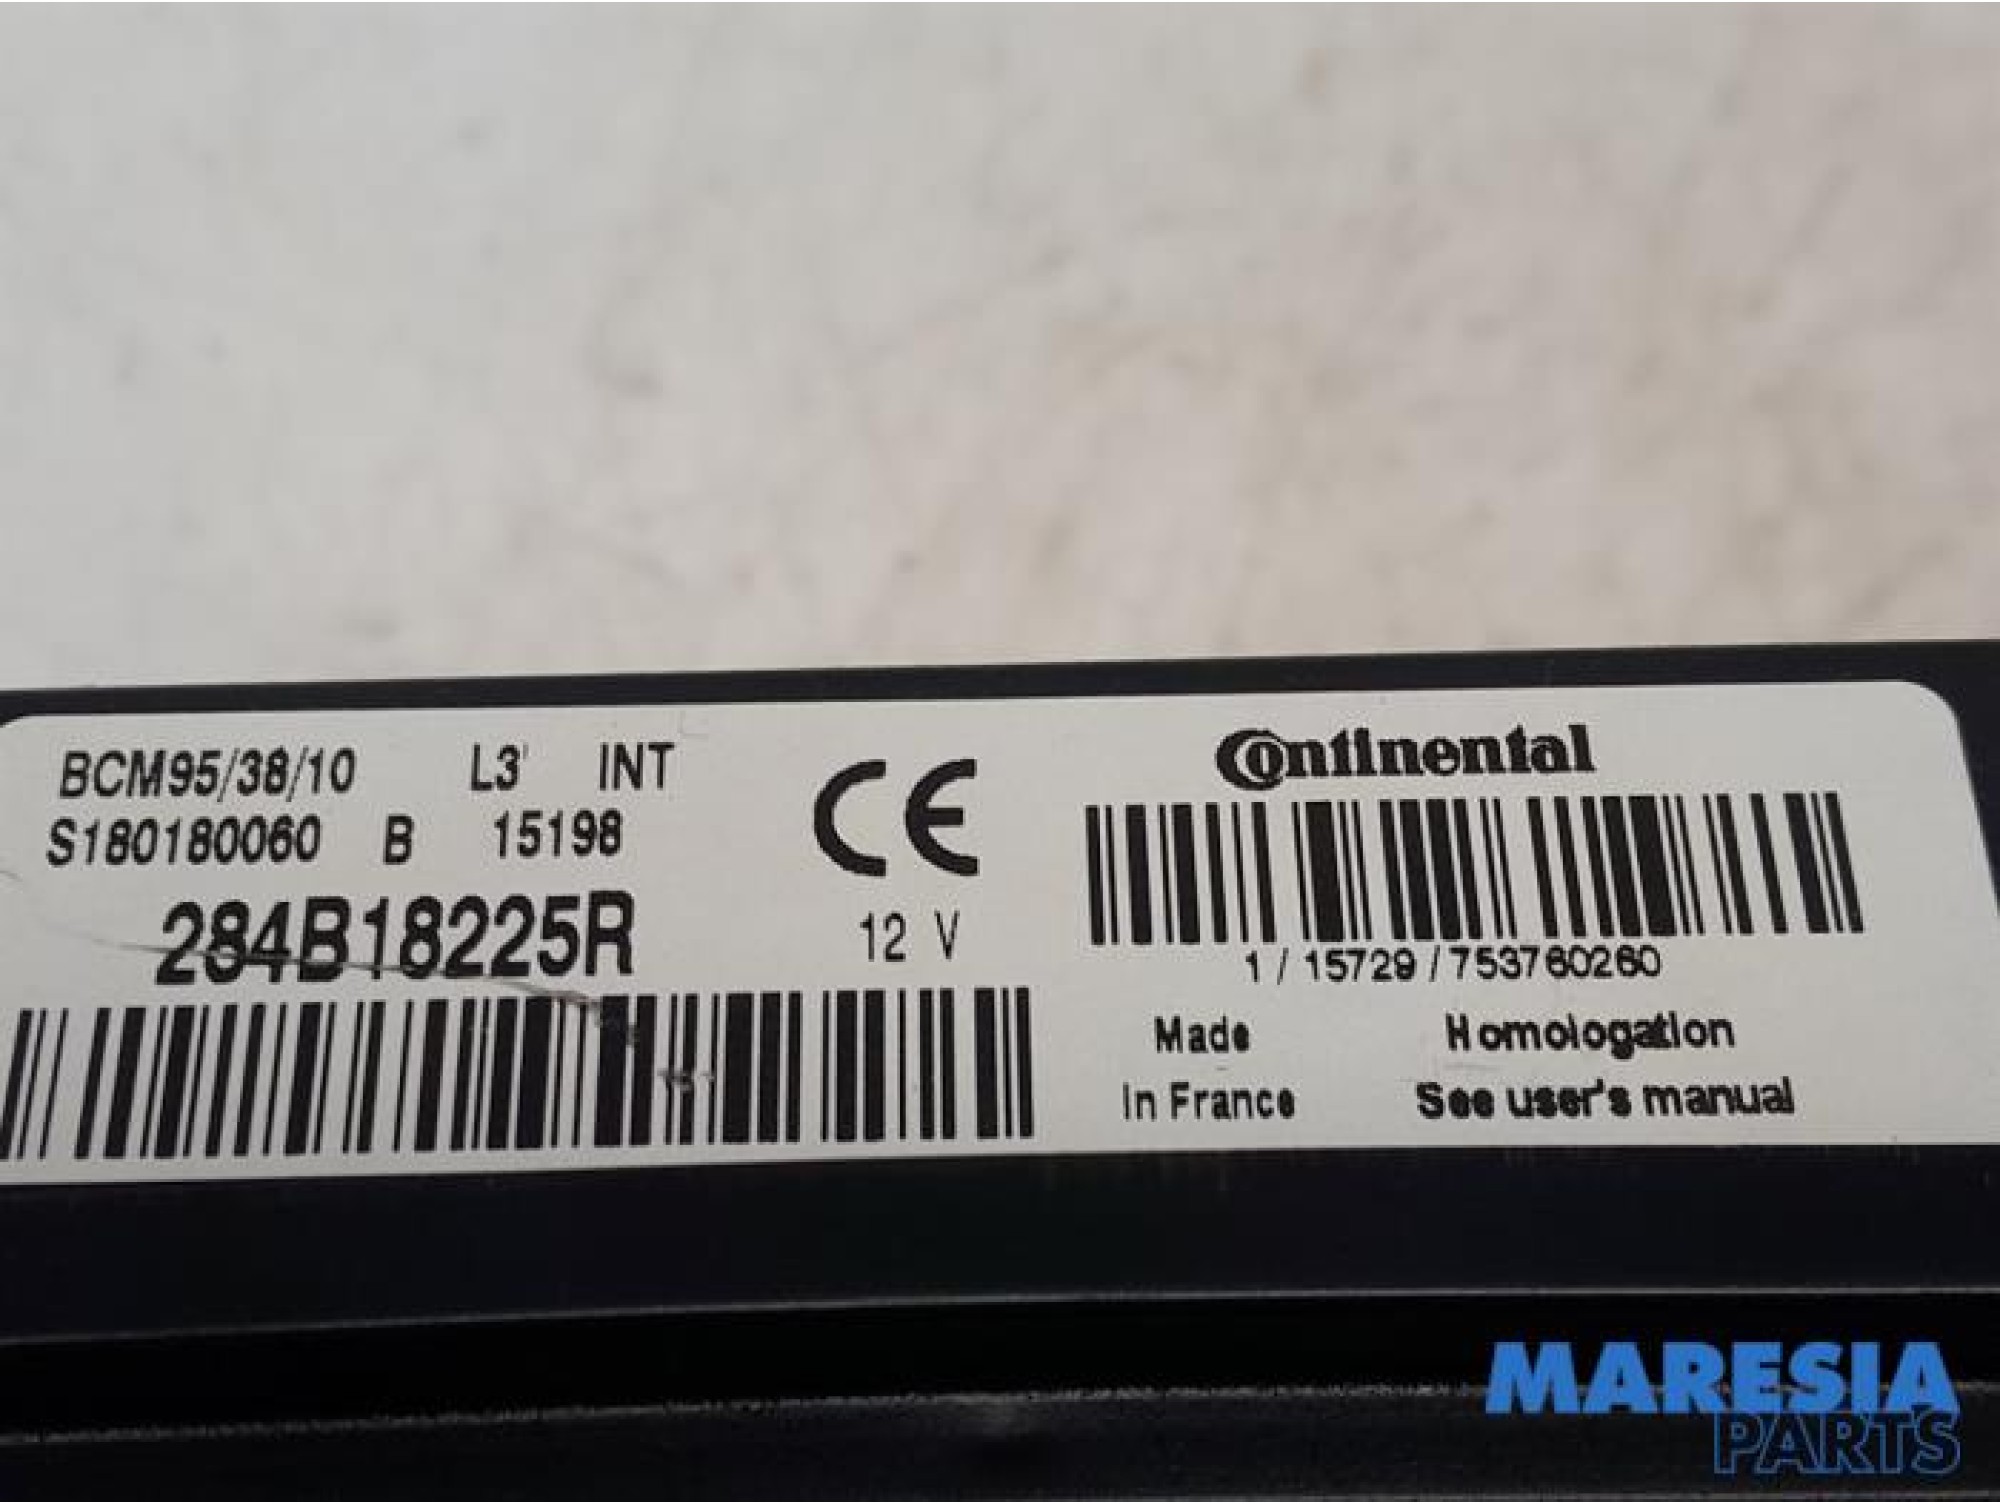 BCM95/38/10 L3 INT
S180180060 B 15198
284B18225R
12 V
CE
Continental
1 / 15729 / 753760260
Made
in France
Homologation
See user's manual
MARESIA
PARTS